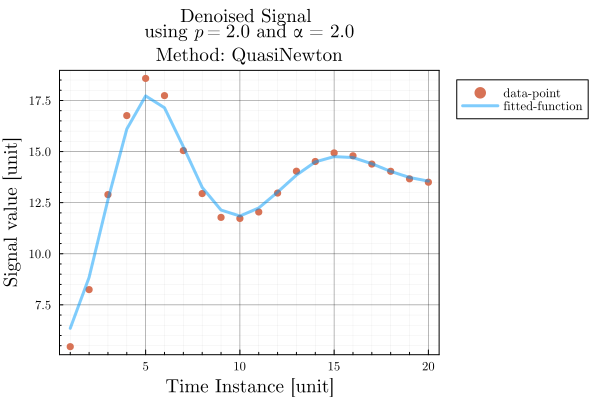 Denoised Signal
using p = 2.0 and α = 2.0
Method: QuasiNewton
data-point
fitted-function
17.5
15.0
12.5
10.0
7.5
Signal value [unit]
5 10 15 20
Time Instance [unit]